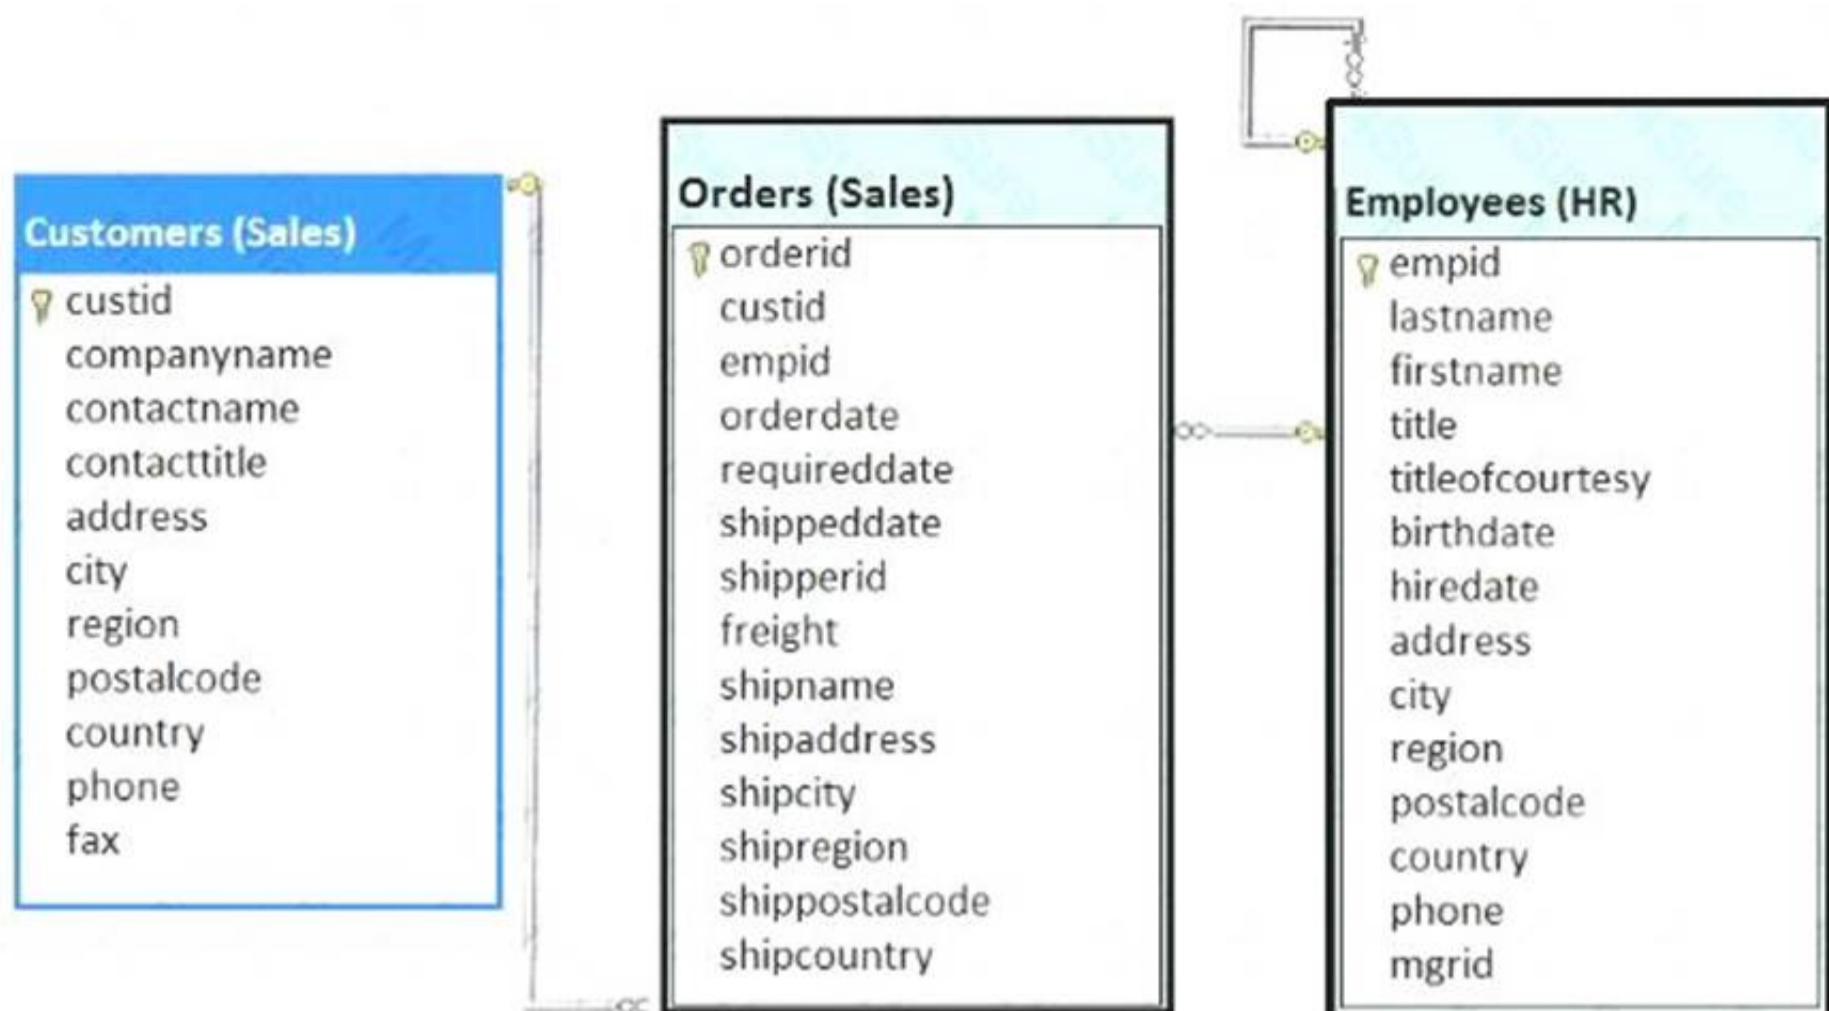 Customers (Sales)
custid
companyname
contactname
contacttitle
address
city
region
postalcode
country
phone
fax
Orders (Sales)
orderid
custid
empid
orderdate
requireddate
shippeddate
shipperid
freight
shipname
shipaddress
shipcity
shipregion
shippostalcode
shipcountry
Employees (HR)
empid
lastname
firstname
title
titleofcourtesy
birthdate
hiredate
address
city
region
postalcode
country
phone
mgrid